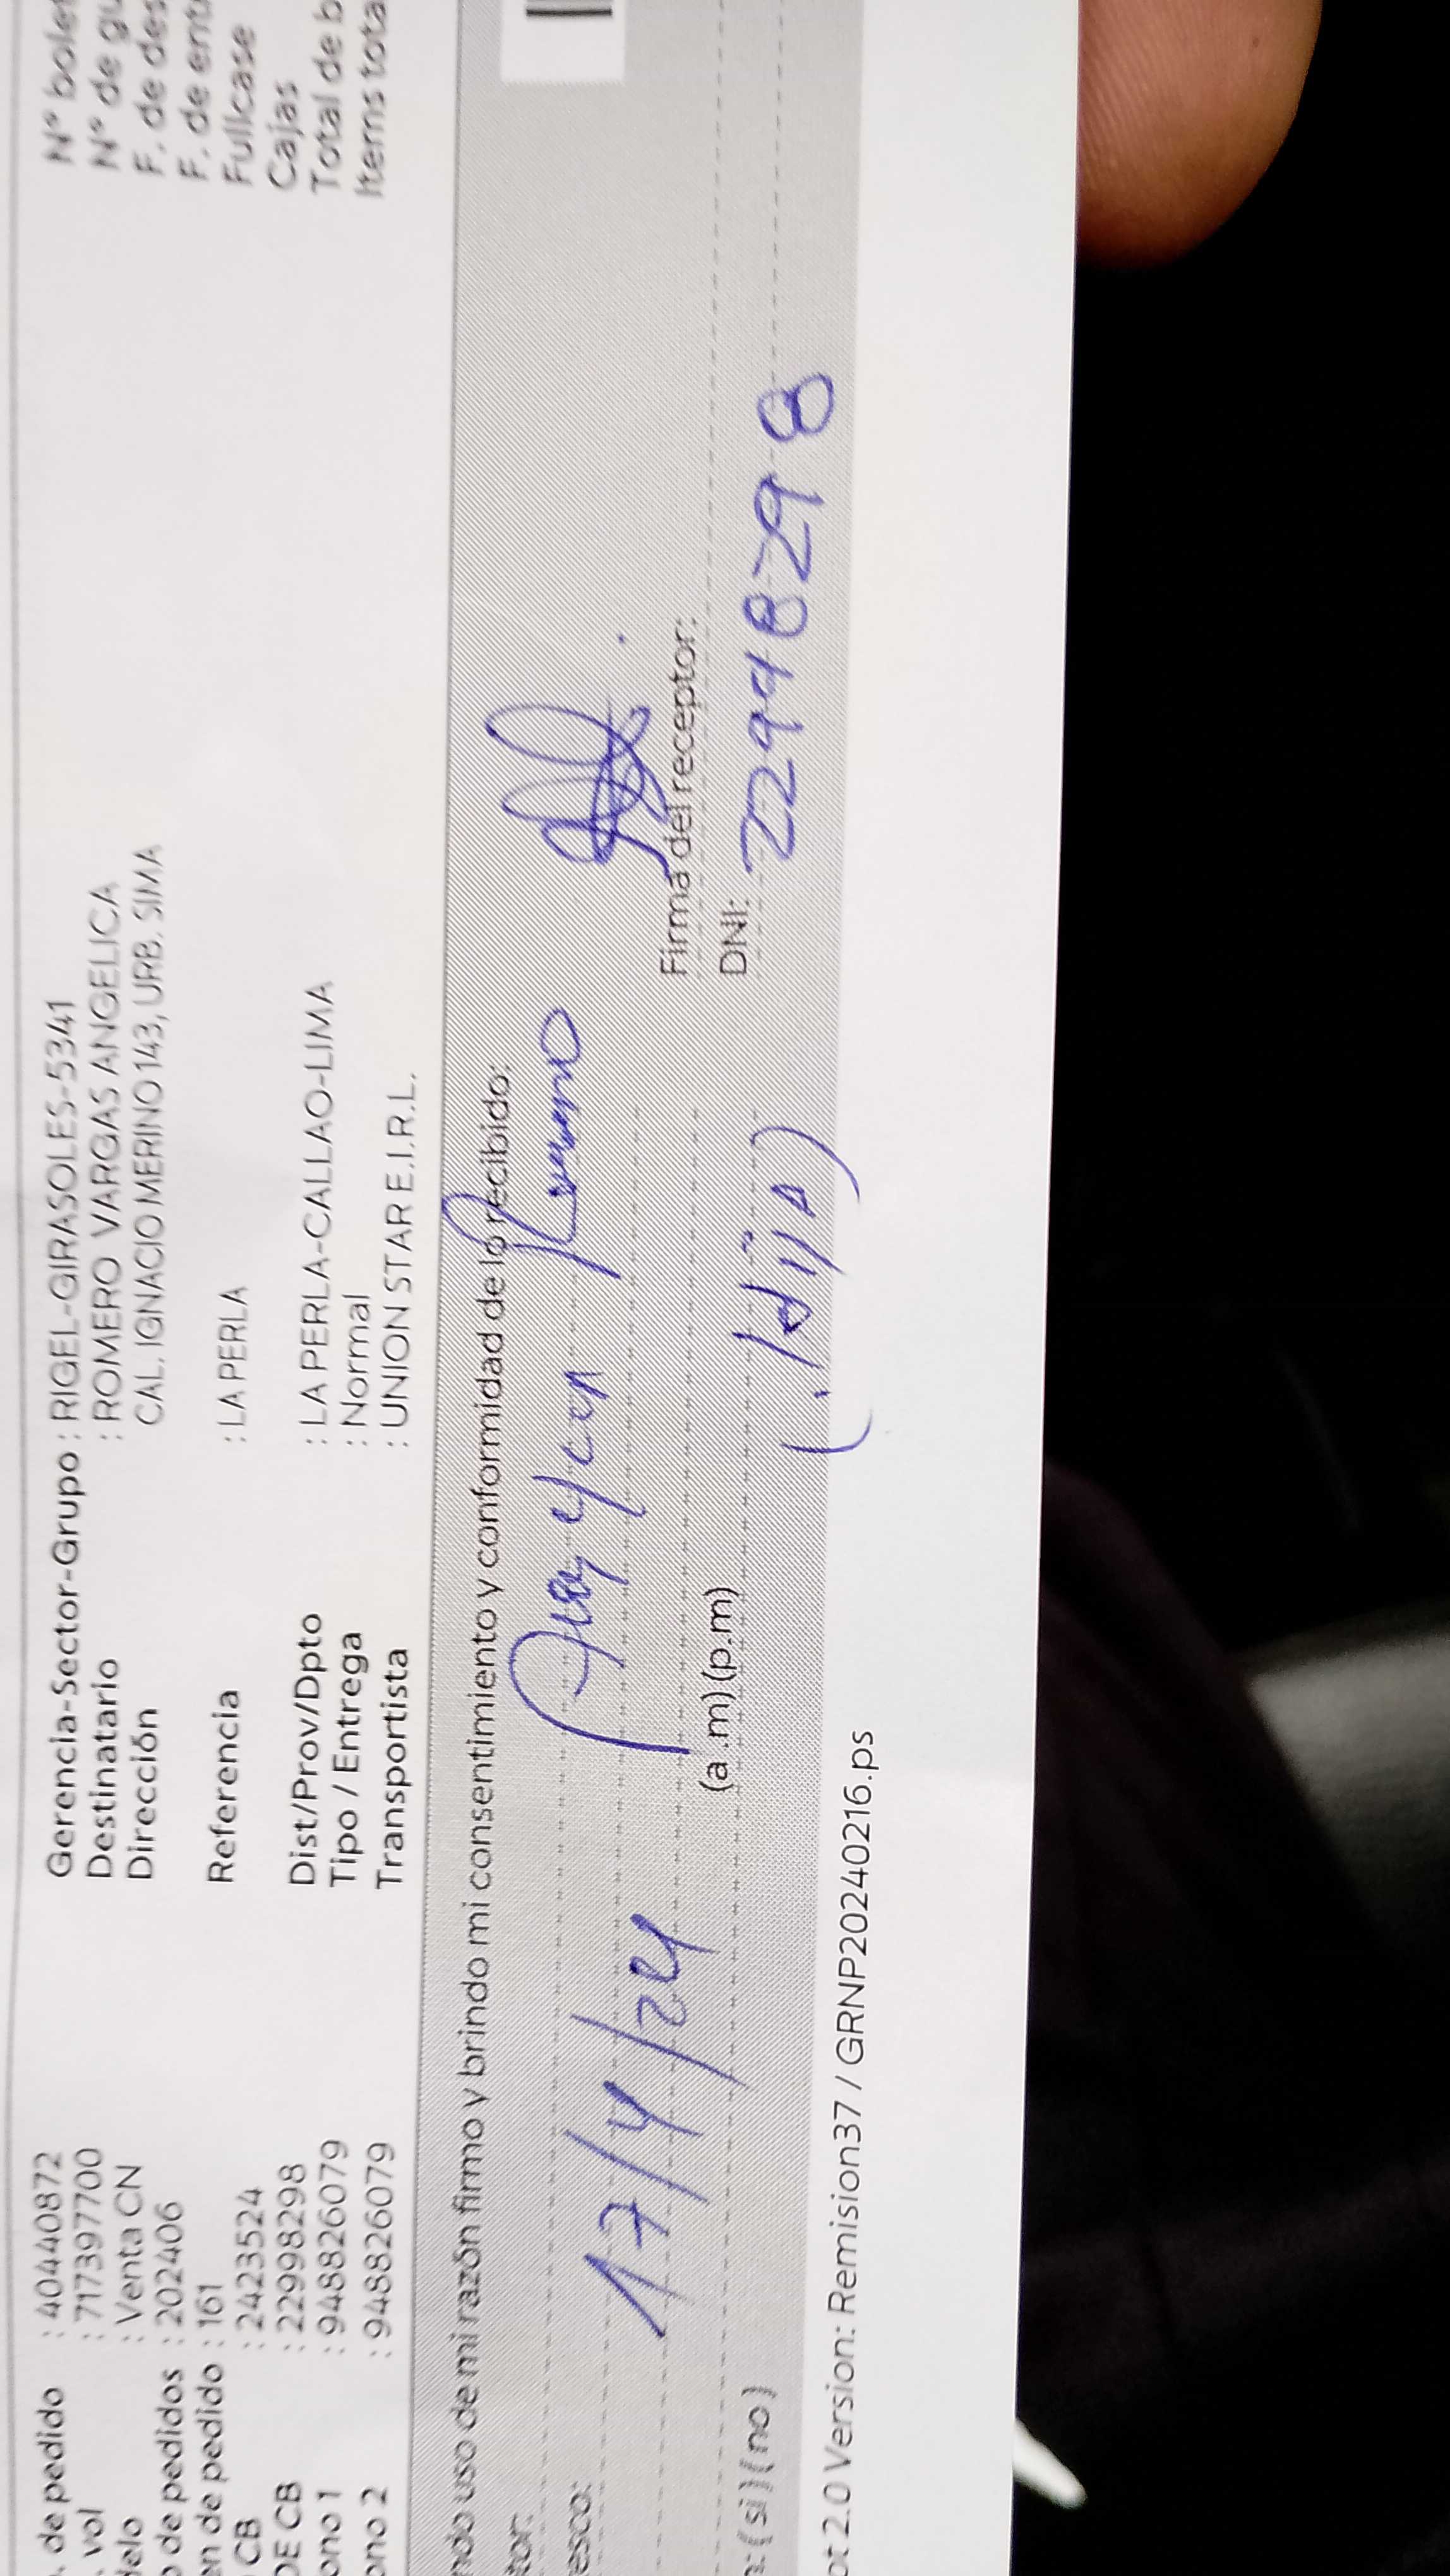 . de pedido : 40440872
. vol : 717397700
delo : Venta CN
de pedidos : 202406
en de pedido : 161
CB : 2423524
DE CB : 22998298
ono 1 : 948826079
ono 2 : 948826079
Gerencia-Sector-Grupo : RIGEL-GIRASOLES-5341
Destinatario : ROMERO VARGAS ANGELICA
Dirección CAL. IGNACIO MERINO 143, URB. SIMA
Referencia : LA PERLA
Dist/Prov/Dpto : LA PERLA-CALLAO-LIMA
Tipo / Entrega : Normal
Transportista : UNION STAR E.I.R.L.
N° bole
N° de gu
F. de des
F. de entr
Fullcase
Cajas
Total de b
Items tota
ndo uso de mi razón firmo y brindo mi consentimiento y conformidad de lo recibido:
tor:
esco:
17/4/24
(a .m) (p.m)
Firma del receptor:
DNI: 22998298
: (si) (no)
ot 2.0 Version: Remision37 / GRNP20240216.ps